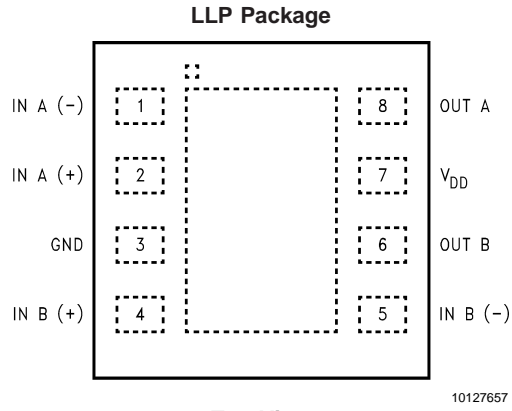 LLP Package
IN A (-) 1 8 OUT A
IN A (+) 2 7 VDD
GND 3 6 OUT B
IN B (+) 4 5 IN B (-)
10127657